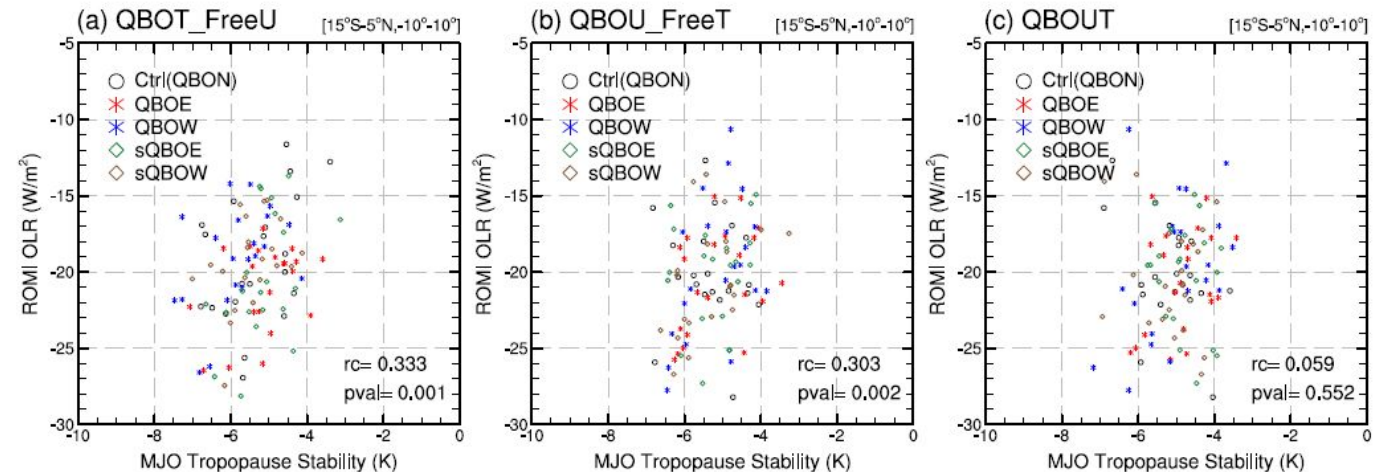 (a) QBOT_FreeU [15°S-5°N,-10°-10°]
-5
-10
-15
-20
-25
-30
ROMI OLR (W/m²)
Ctrl(QBON)
QBOE
QBOW
sQBOE
sQBOW
rc= 0.333
pval= 0.001
-10 -8 -6 -4 -2 0
MJO Tropopause Stability (K)
(b) QBOU_FreeT [15°S-5°N,-10°-10°]
-5
-10
-15
-20
-25
-30
ROMI OLR (W/m²)
Ctrl(QBON)
QBOE
QBOW
sQBOE
sQBOW
rc= 0.303
pval= 0.002
-10 -8 -6 -4 -2 0
MJO Tropopause Stability (K)
(c) QBOUT [15°S-5°N,-10°-10°]
-5
-10
-15
-20
-25
-30
ROMI OLR (W/m²)
Ctrl(QBON)
QBOE
QBOW
sQBOE
sQBOW
rc= 0.059
pval= 0.552
-10 -8 -6 -4 -2 0
MJO Tropopause Stability (K)